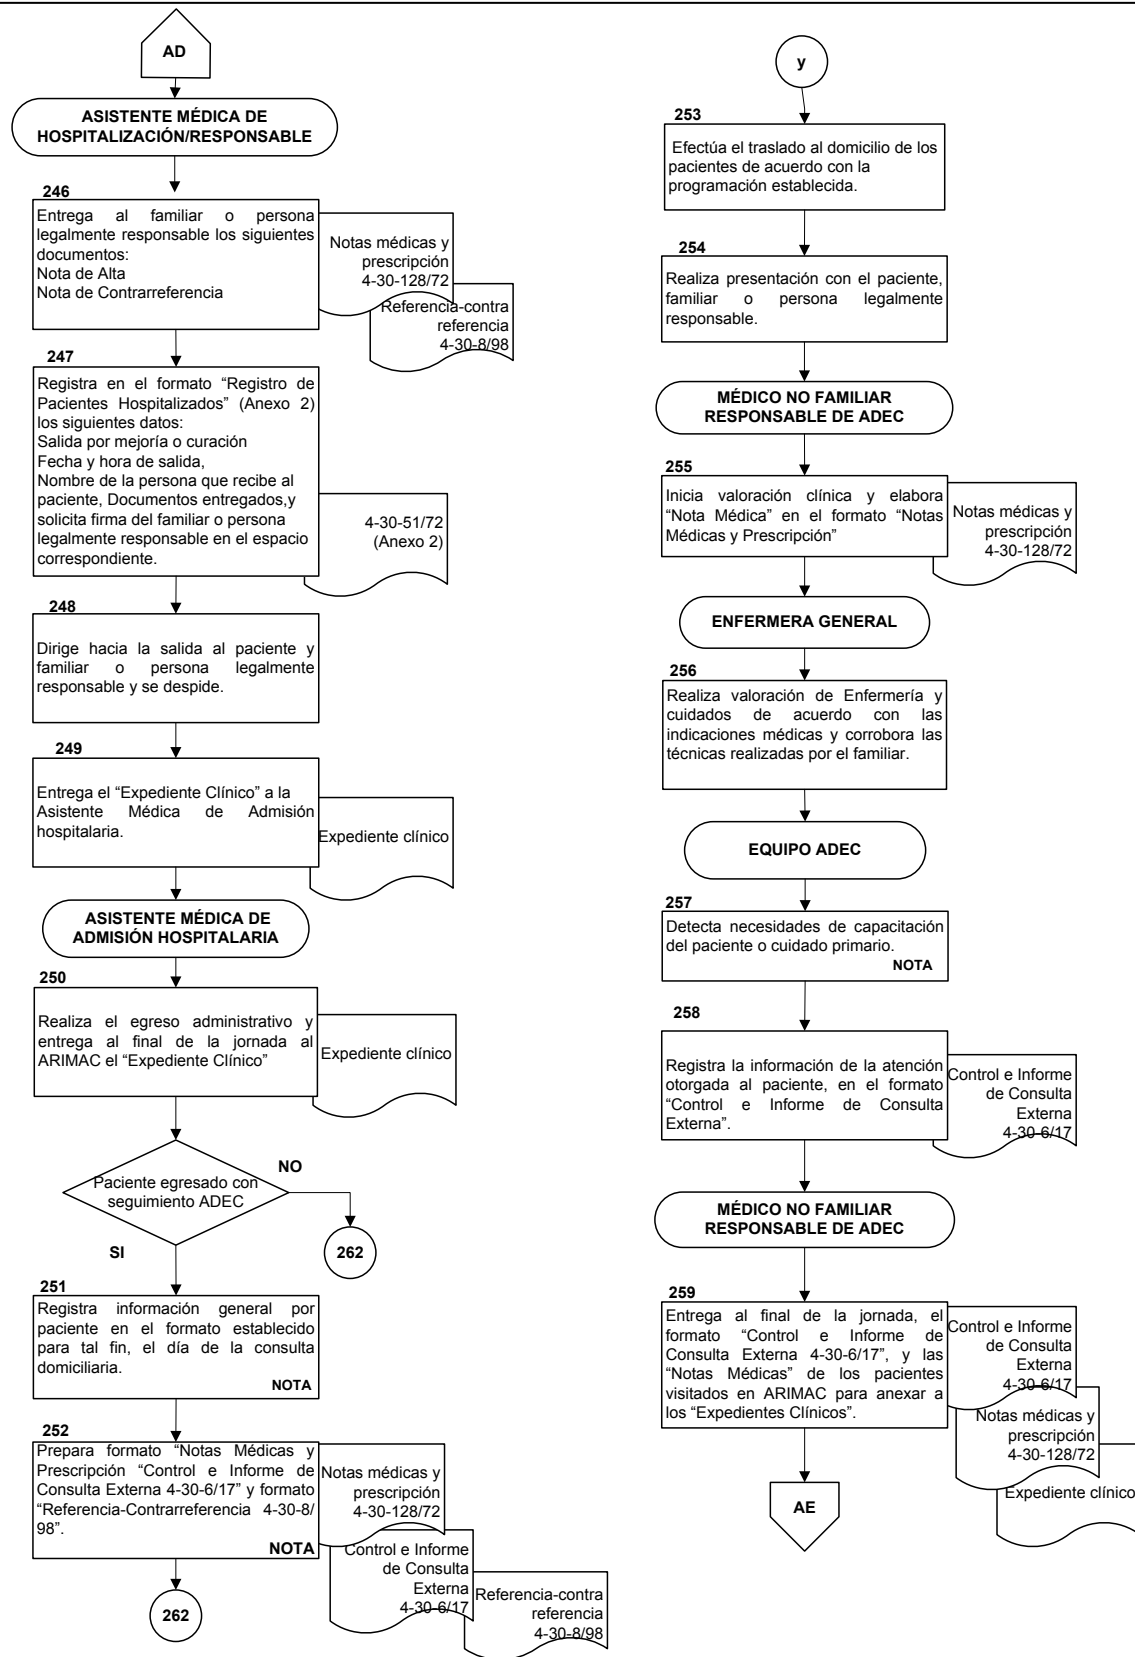 AD
ASISTENTE MÉDICA DE
HOSPITALIZACIÓN/RESPONSABLE
246
Entrega al familiar o persona
legalmente responsable los siguientes
documentos:
Nota de Alta
Nota de Contrarreferencia
Notas médicas y
prescripción
4-30-128/72
Referencia-contra
referencia
4-30-8/98
247
Registra en el formato “Registro de
Pacientes Hospitalizados” (Anexo 2)
los siguientes datos:
Salida por mejoría o curación
Fecha y hora de salida,
Nombre de la persona que recibe al
paciente, Documentos entregados,y
solicita firma del familiar o persona
legalmente responsable en el espacio
correspondiente.
4-30-51/72
(Anexo 2)
248
Dirige hacia la salida al paciente y
familiar o persona legalmente
responsable y se despide.
249
Entrega el “Expediente Clínico” a la
Asistente Médica de Admisión
hospitalaria.
Expediente clínico
ASISTENTE MÉDICA DE
ADMISIÓN HOSPITALARIA
250
Realiza el egreso administrativo y
entrega al final de la jornada al
ARIMAC el “Expediente Clínico”
Expediente clínico
Paciente egresado con
seguimiento ADEC
NO
262
SI
251
Registra información general por
paciente en el formato establecido
para tal fin, el día de la consulta
domiciliaria.
NOTA
252
Prepara formato “Notas Médicas y
Prescripción “Control e Informe de
Consulta Externa 4-30-6/17” y formato
“Referencia-Contrarreferencia 4-30-8/
98”.
NOTA
Notas médicas y
prescripción
4-30-128/72
Control e Informe
de Consulta
Externa
4-30-6/17
Referencia-contra
referencia
4-30-8/98
262
y
253
Efectúa el traslado al domicilio de los
pacientes de acuerdo con la
programación establecida.
254
Realiza presentación con el paciente,
familiar o persona legalmente
responsable.
MÉDICO NO FAMILIAR
RESPONSABLE DE ADEC
255
Inicia valoración clínica y elabora
“Nota Médica” en el formato “Notas
Médicas y Prescripción”
Notas médicas y
prescripción
4-30-128/72
ENFERMERA GENERAL
256
Realiza valoración de Enfermería y
cuidados de acuerdo con las
indicaciones médicas y corrobora las
técnicas realizadas por el familiar.
EQUIPO ADEC
257
Detecta necesidades de capacitación
del paciente o cuidado primario.
NOTA
258
Registra la información de la atención
otorgada al paciente, en el formato
“Control e Informe de Consulta
Externa”.
Control e Informe
de Consulta
Externa
4-30-6/17
MÉDICO NO FAMILIAR
RESPONSABLE DE ADEC
259
Entrega al final de la jornada, el
formato “Control e Informe de
Consulta Externa 4-30-6/17”, y las
“Notas Médicas” de los pacientes
visitados en ARIMAC para anexar a
los “Expedientes Clínicos”.
Control e Informe
de Consulta
Externa
4-30-6/17
Notas médicas y
prescripción
4-30-128/72
Expediente clínico
AE